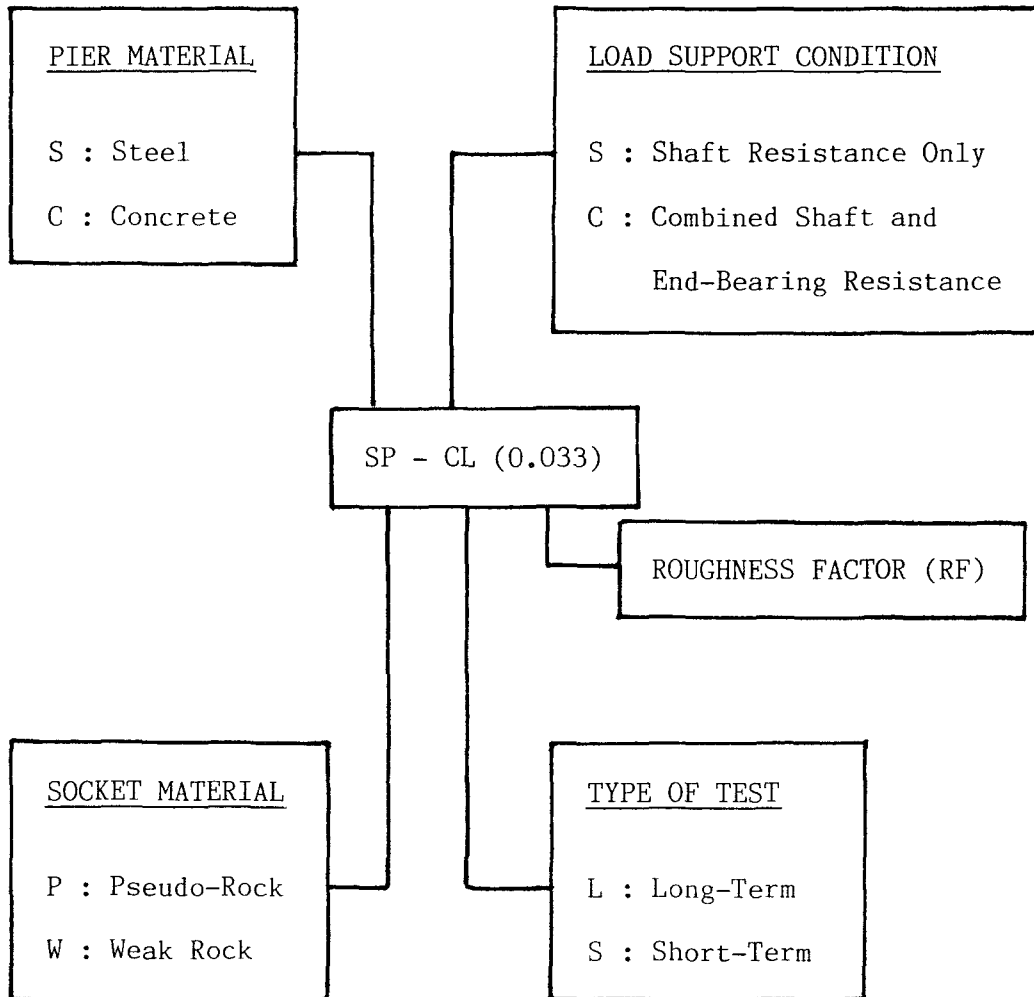 PIER MATERIAL
S : Steel
C : Concrete
LOAD SUPPORT CONDITION
S : Shaft Resistance Only
C : Combined Shaft and
End-Bearing Resistance
SP - CL (0.033)
ROUGHNESS FACTOR (RF)
SOCKET MATERIAL
P : Pseudo-Rock
W : Weak Rock
TYPE OF TEST
L : Long-Term
S : Short-Term